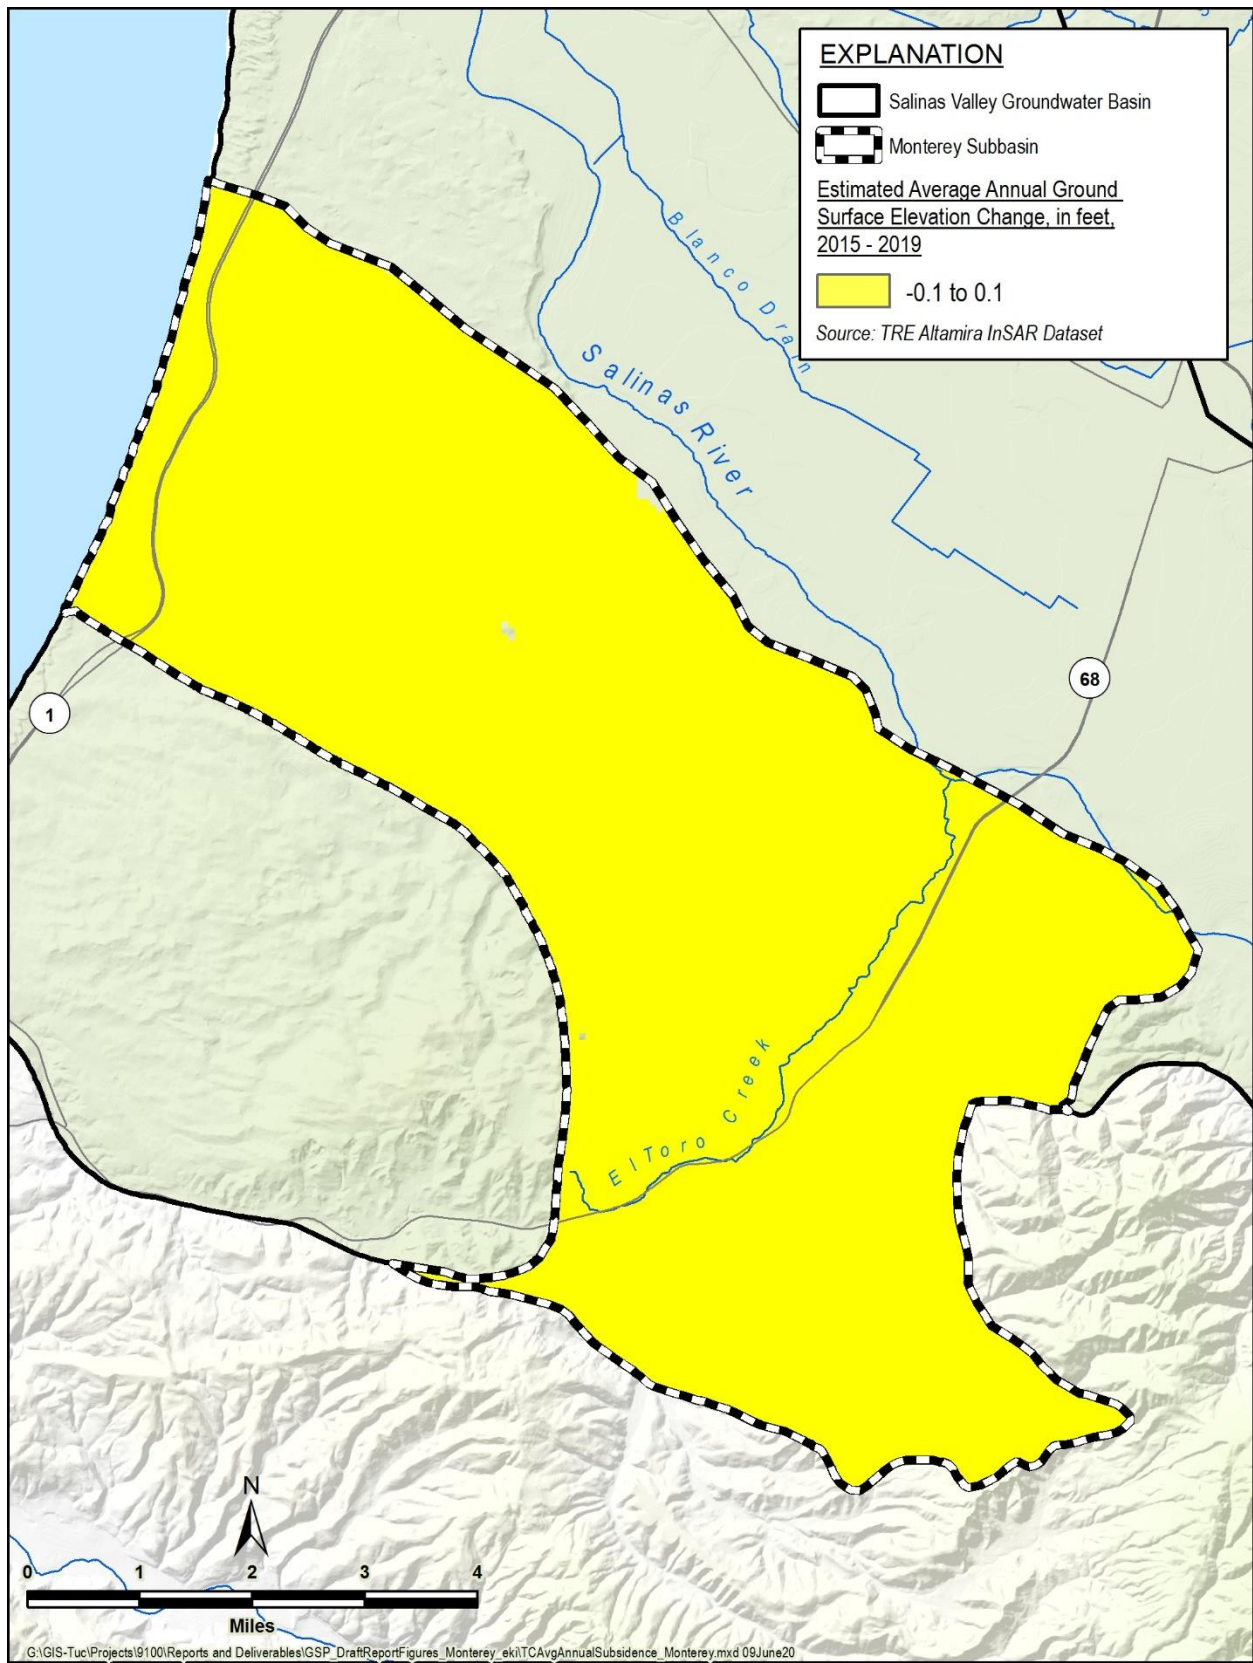 EXPLANATION
Salinas Valley Groundwater Basin
Monterey Subbasin
Estimated Average Annual Ground
Surface Elevation Change, in feet,
2015 - 2019
-0.1 to 0.1
Source: TRE Altamira InSAR Dataset
Blanco Drain
Salinas River
68
1
El Toro Creek
N
0 1 2 3 4
Miles
G:\GIS-Tuc\Projects\9100\Reports and Deliverables\GSP_DraftReportFigures_Monterey_eki\TCAvgAnnualSubsidence_Monterey.mxd 09June20